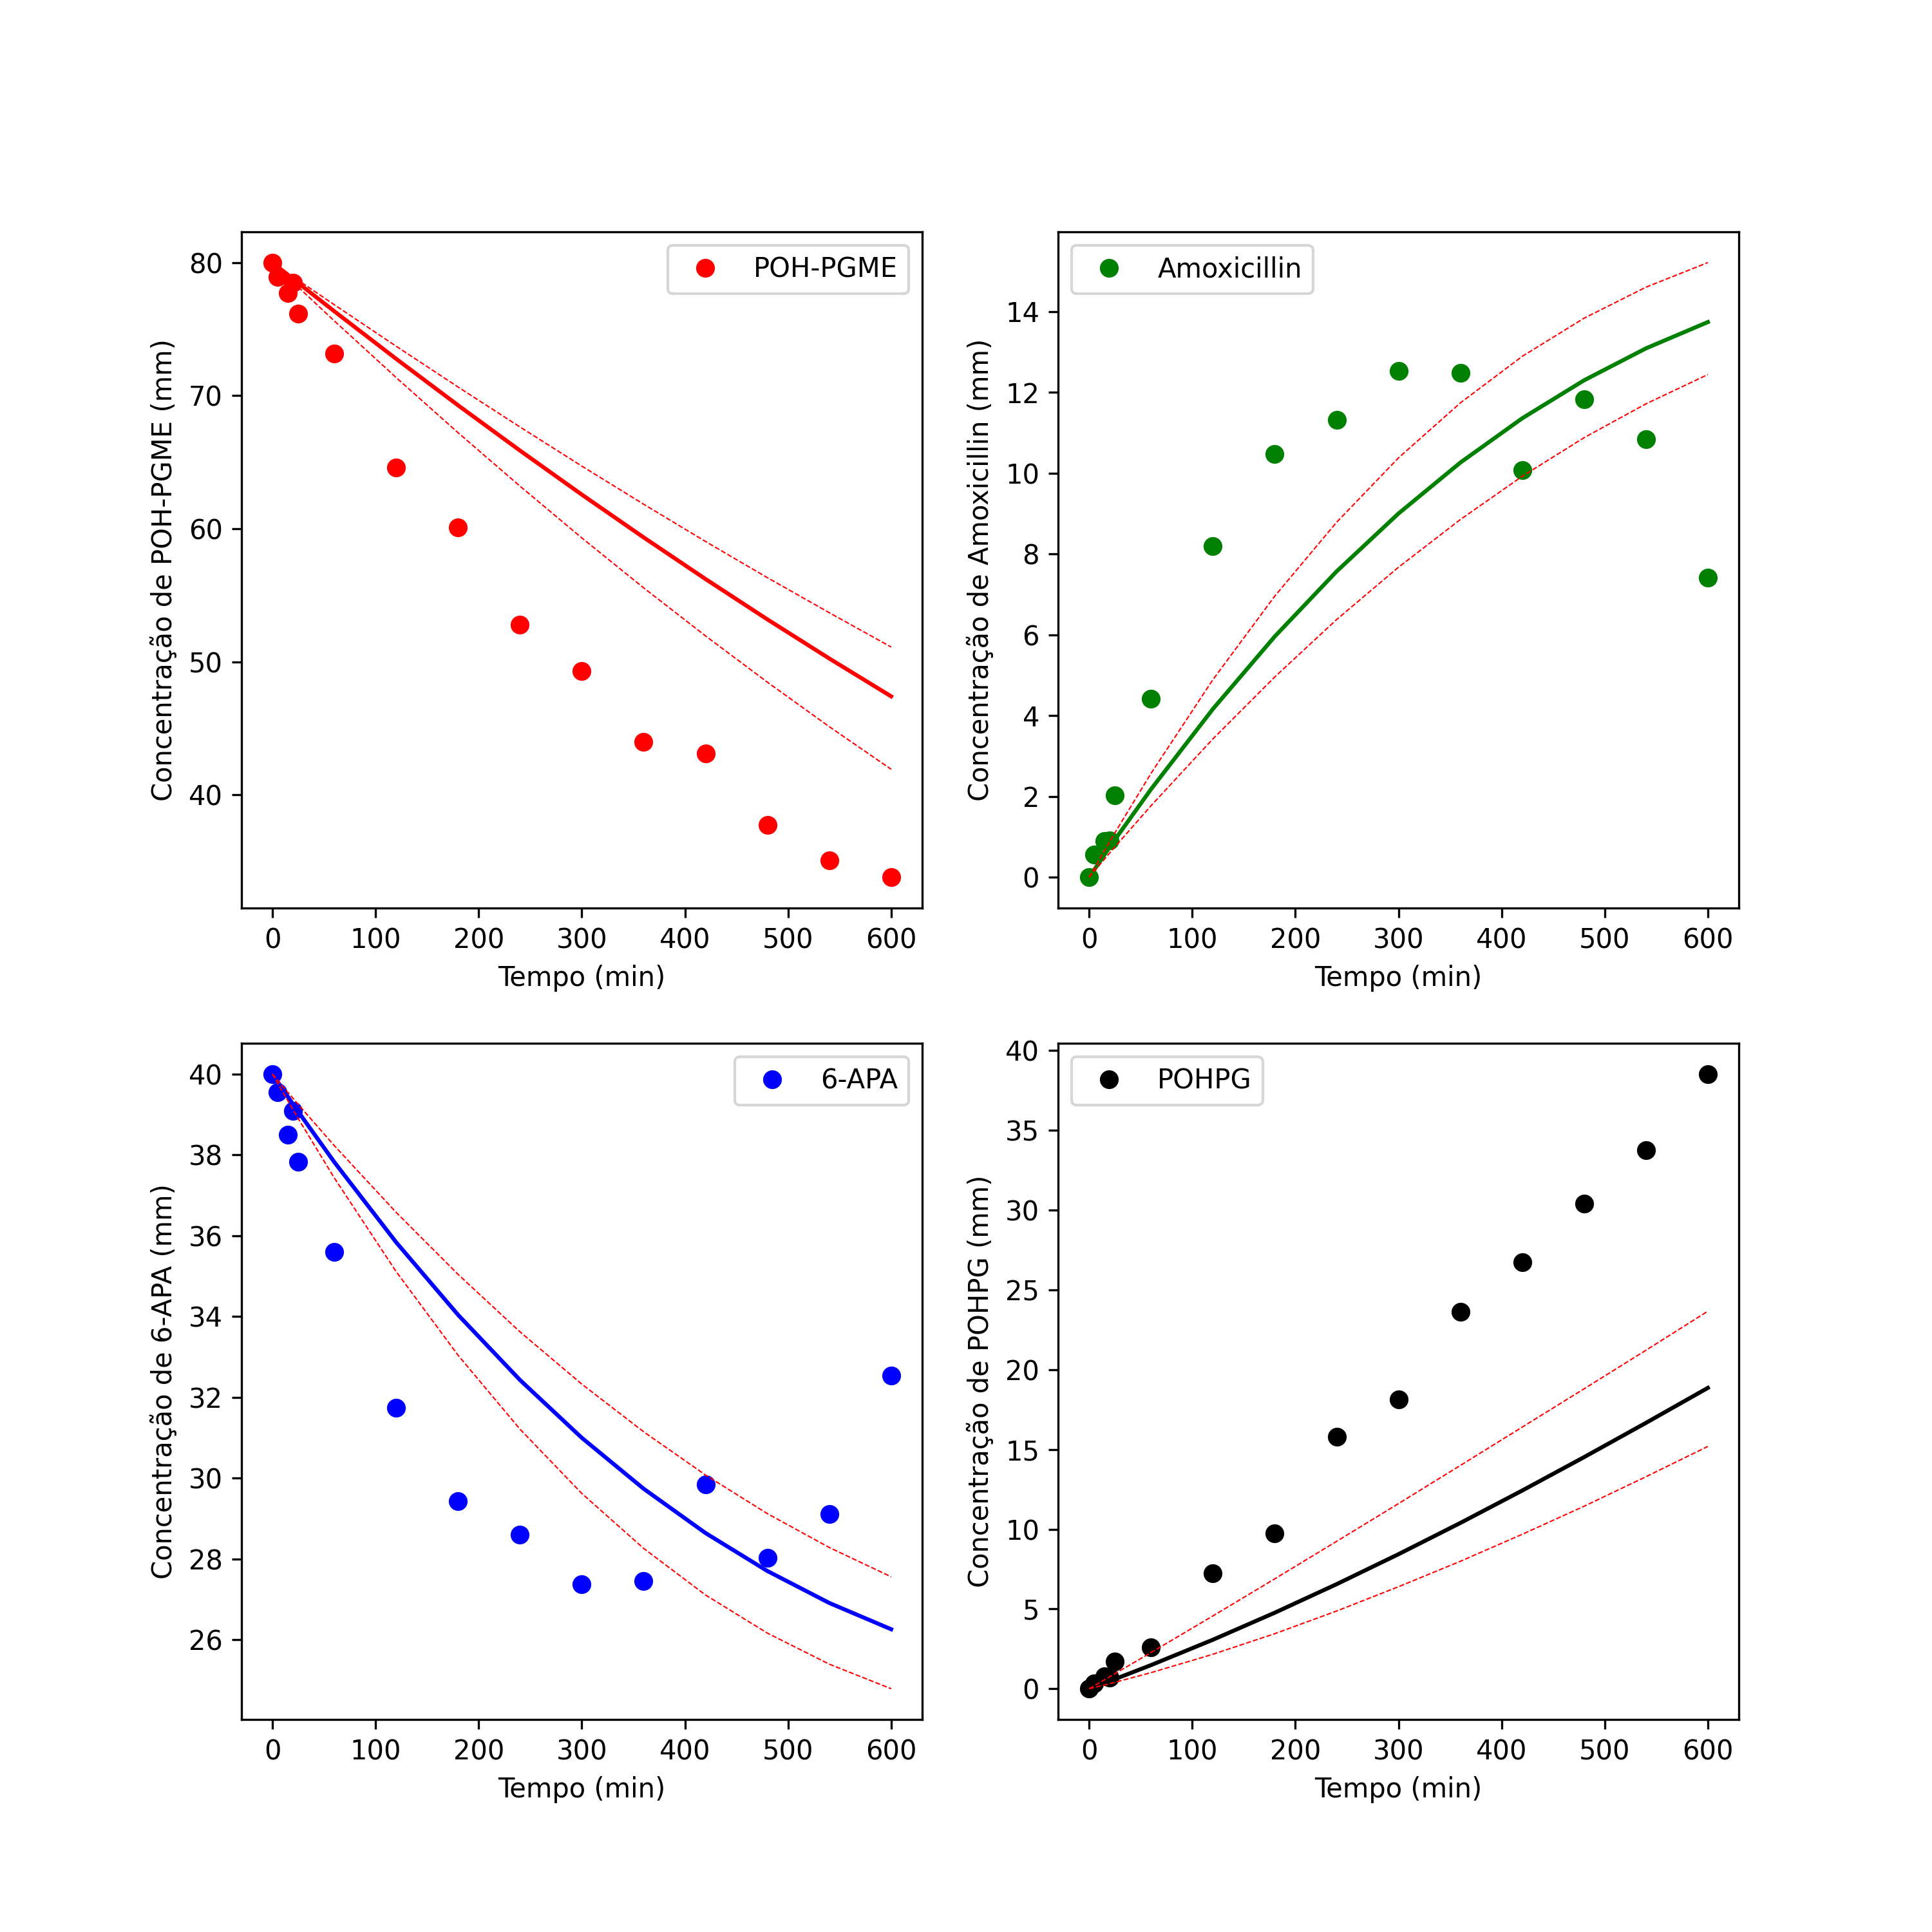 POH-PGME
80
70
60
50
40
Concentração de POH-PGME (mm)
0 100 200 300 400 500 600
Tempo (min)
Amoxicillin
14
12
10
8
6
4
2
0
Concentração de Amoxicillin (mm)
0 100 200 300 400 500 600
Tempo (min)
6-APA
40
38
36
34
32
30
28
26
Concentração de 6-APA (mm)
0 100 200 300 400 500 600
Tempo (min)
POHPG
40
35
30
25
20
15
10
5
0
Concentração de POHPG (mm)
0 100 200 300 400 500 600
Tempo (min)